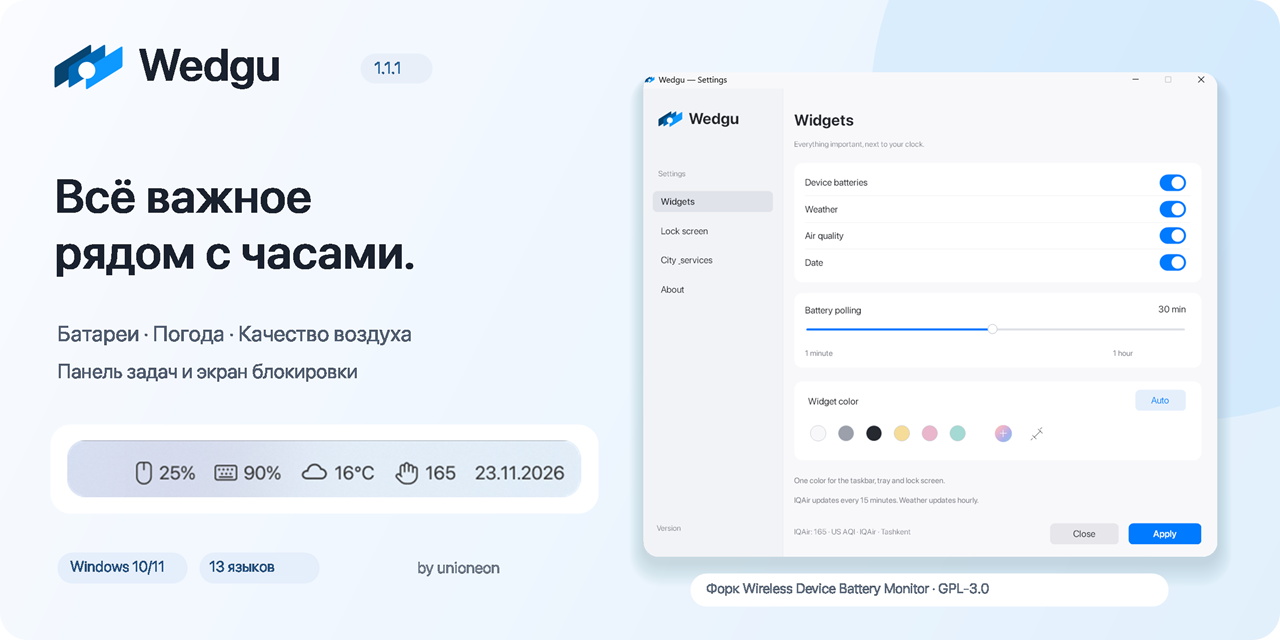 Wedgu
1.1.1
Всё важное
рядом с часами.
Батареи · Погода · Качество воздуха
Панель задач и экран блокировки
25% 90% 16°C 165 23.11.2026
Windows 10/11
13 языков
by unioneon
Wedgu — Settings
Wedgu
Settings
Widgets
Lock screen
City _services
About
Version
Widgets
Everything important, next to your clock.
Device batteries
Weather
Air quality
Date
Battery polling
30 min
1 minute
1 hour
Widget color
Auto
One color for the taskbar, tray and lock screen.
IQAir updates every 15 minutes. Weather updates hourly.
IQAir: 165 · US AQI · IQAir · Tashkent
Close
Apply
Форк Wireless Device Battery Monitor · GPL-3.0